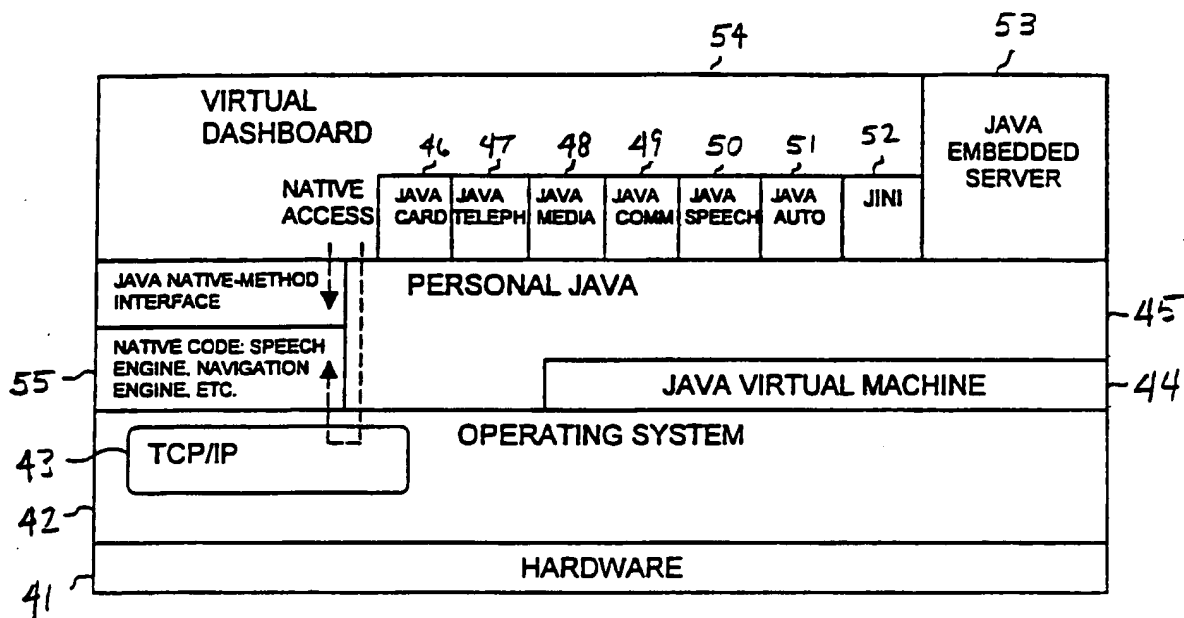 54
53
VIRTUAL
DASHBOARD
JAVA
EMBEDDED
SERVER
46
47
48
49
50
51
52
NATIVE
ACCESS
JAVA
CARD
JAVA
TELEPH
JAVA
MEDIA
JAVA
COMM
JAVA
SPEECH
JAVA
AUTO
JINI
JAVA NATIVE-METHOD
INTERFACE
PERSONAL JAVA
45
NATIVE CODE: SPEECH
ENGINE, NAVIGATION
ENGINE, ETC.
55
JAVA VIRTUAL MACHINE
44
OPERATING SYSTEM
TCP/IP
43
42
HARDWARE
41